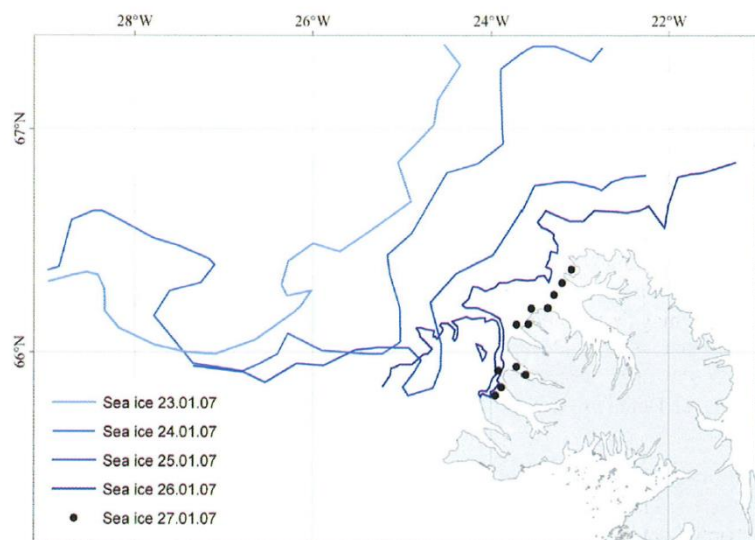 28°W 26°W 24°W 22°W
67°N
66°N
Sea ice 23.01.07
Sea ice 24.01.07
Sea ice 25.01.07
Sea ice 26.01.07
Sea ice 27.01.07